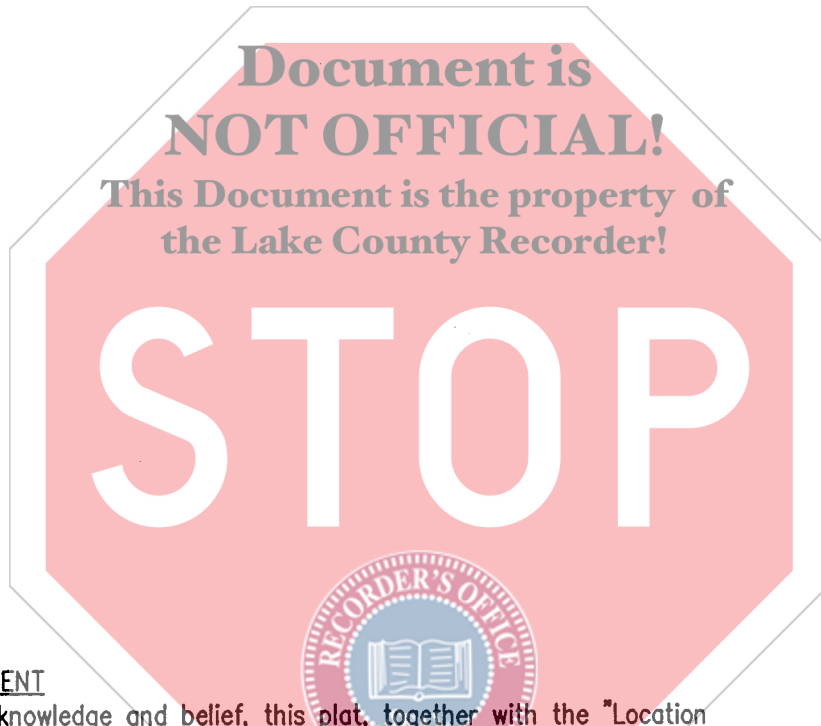 Document is
NOT OFFICIAL!
This Document is the property of
the Lake County Recorder!
STOP
RECORDER'S OFFICE
ENT
knowledge and belief, this plat, together with the "Location